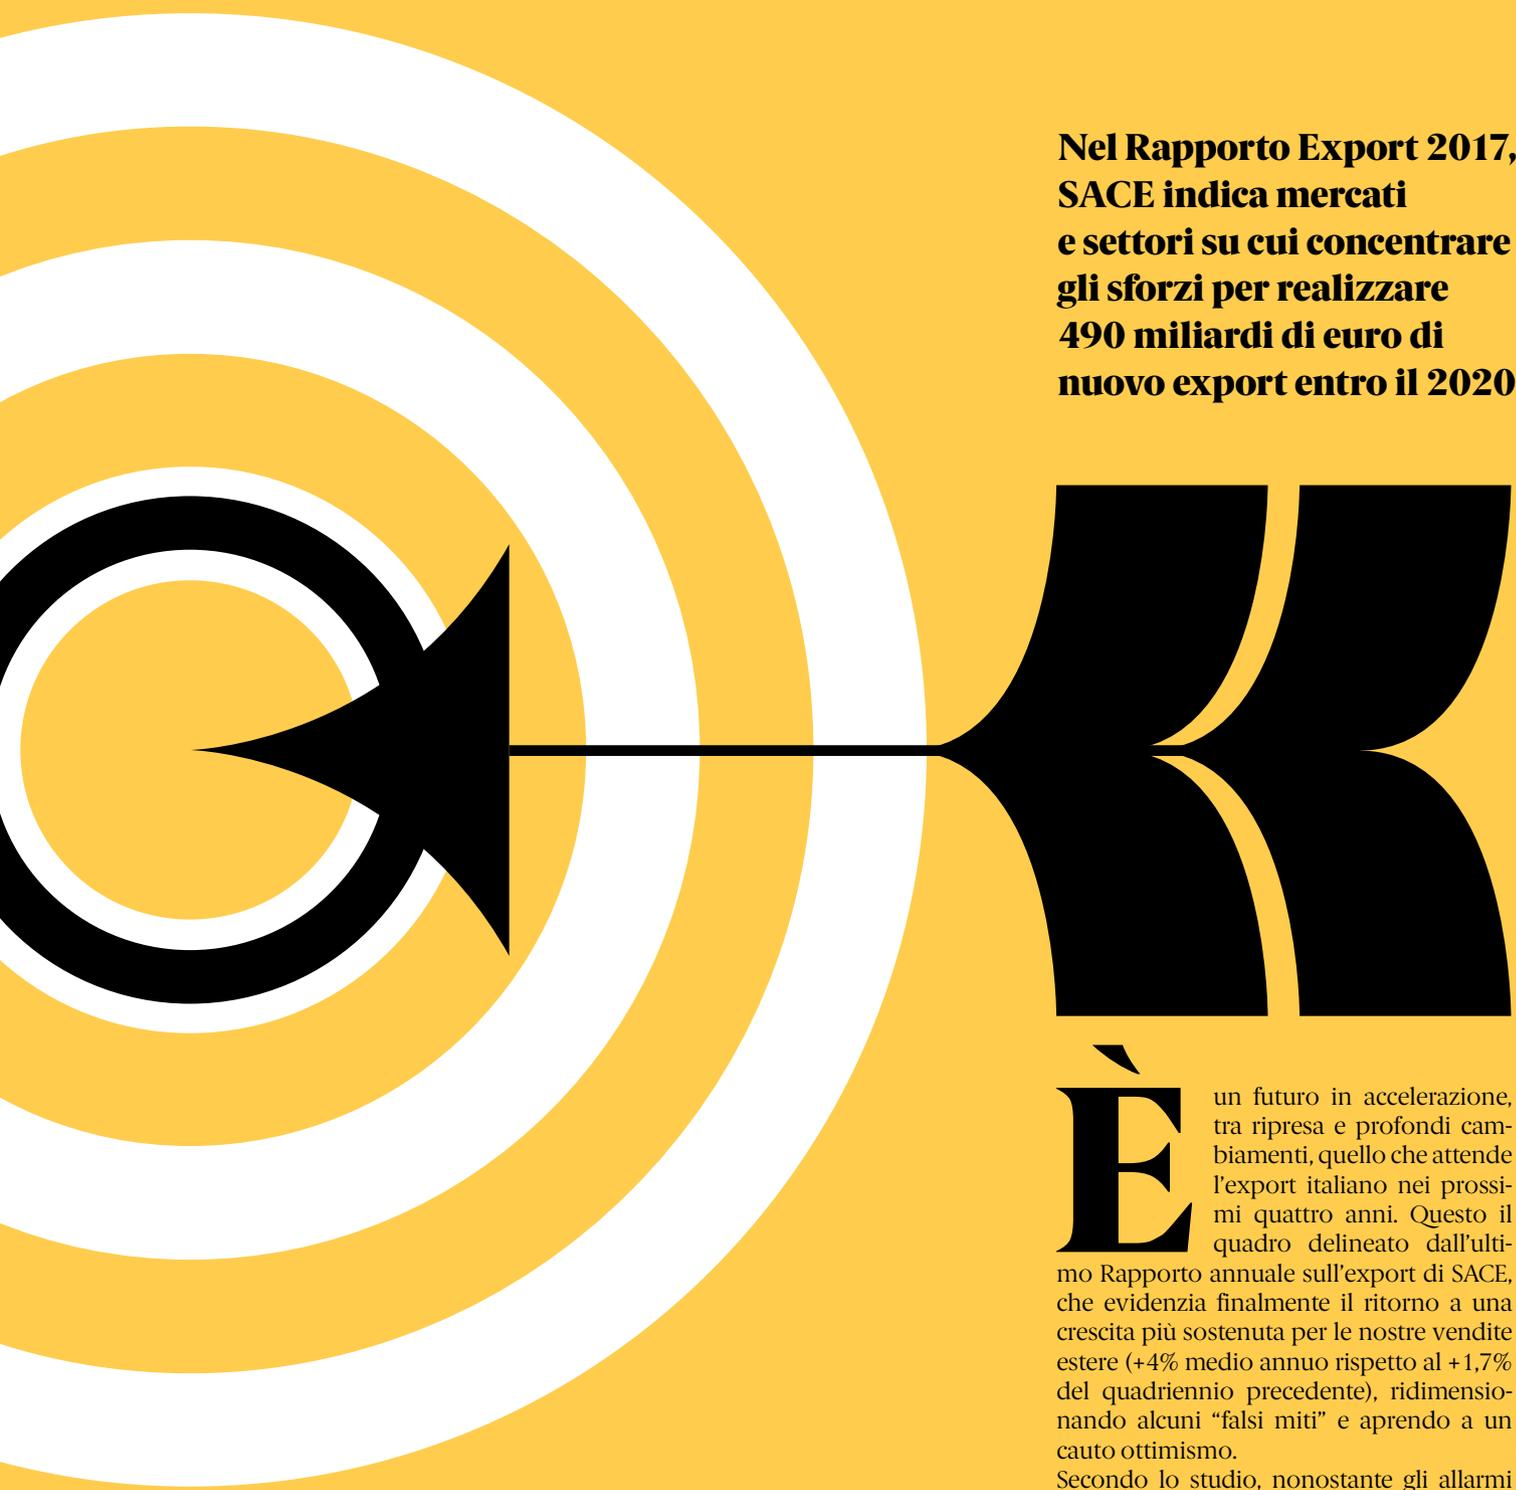 Nel Rapporto Export 2017,
SACE indica mercati
e settori su cui concentrare
gli sforzi per realizzare
490 miliardi di euro di
nuovo export entro il 2020
È un futuro in accelerazione,
tra ripresa e profondi cam-
biamenti, quello che attende
l'export italiano nei prossi-
mi quattro anni. Questo il
quadro delineato dall'ulti-
mo Rapporto annuale sull'export di SACE,
che evidenzia finalmente il ritorno a una
crescita più sostenuta per le nostre vendite
estere (+4% medio annuo rispetto al +1,7%
del quadriennio precedente), ridimensio-
nando alcuni “falsi miti” e aprendo a un
cauto ottimismo.
Secondo lo studio, nonostante gli allarmi